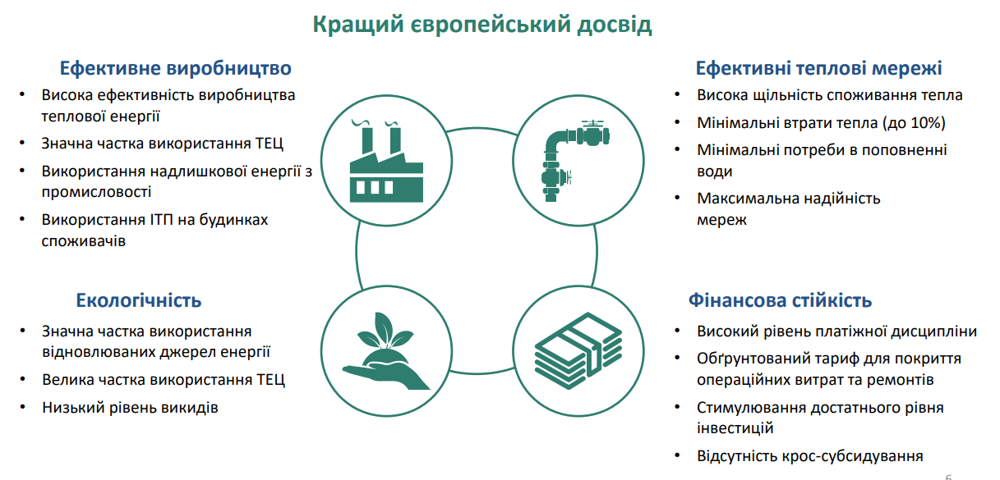 Кращий європейський досвід
Ефективне виробництво
• Висока ефективність виробництва
теплової енергії
• Значна частка використання ТЕЦ
• Використання надлишкової енергії з
промисловості
• Використання ІТП на будинках
споживачів
Ефективні теплові мережі
• Висока щільність споживання тепла
• Мінімальні втрати тепла (до 10%)
• Мінімальні потреби в поповненні
води
• Максимальна надійність
мереж
Екологічність
• Значна частка використання
відновлюваних джерел енергії
• Велика частка використання ТЕЦ
• Низький рівень викидів
Фінансова стійкість
• Високий рівень платіжної дисципліни
• Обґрунтований тариф для покриття
операційних витрат та ремонтів
• Стимулювання достатнього рівня
інвестицій
• Відсутність крос-субсидування
6